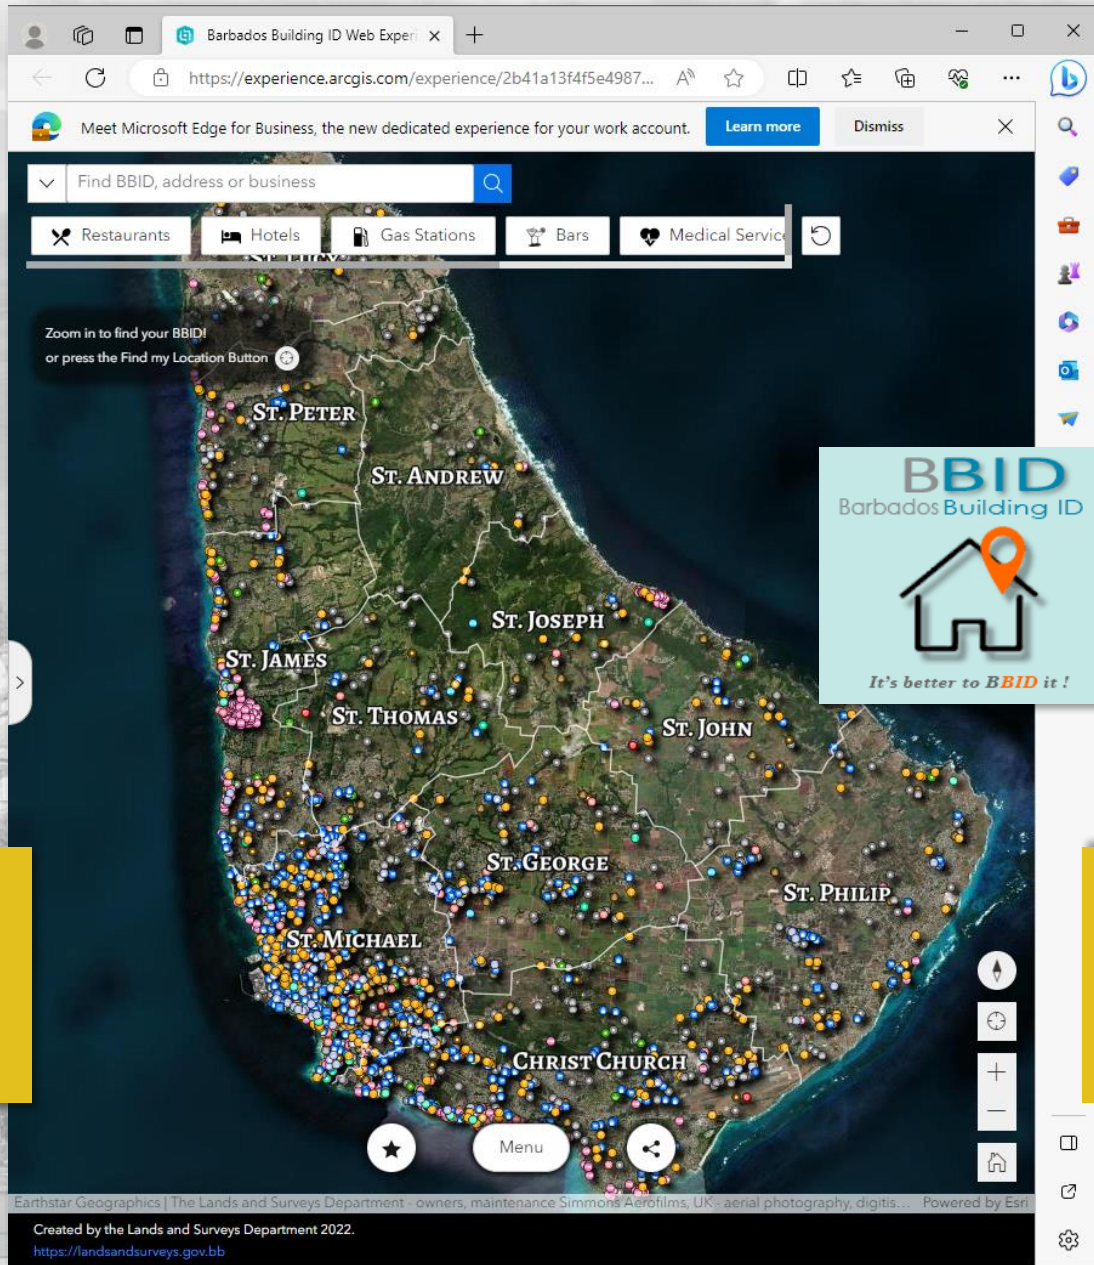 Barbados Building ID Web Experi
https://experience.arcgis.com/experience/2b41a13f4f5e4987...
Meet Microsoft Edge for Business, the new dedicated experience for your work account.
Learn more
Dismiss
Find BBID, address or business
Restaurants
Hotels
Gas Stations
Bars
Medical Service
ST. LUCY
Zoom in to find your BBID!
or press the Find my Location Button
ST. PETER
ST. ANDREW
BBID
Barbados Building ID
It's better to BBID it !
ST. JOSEPH
ST. JAMES
ST. THOMAS
ST. JOHN
ST. GEORGE
ST. PHILIP
ST. MICHAEL
CHRIST CHURCH
Menu
Earthstar Geographics | The Lands and Surveys Department - owners, maintenance Simmons Aerofilms, UK - aerial photography, digitis... Powered by Esri
Created by the Lands and Surveys Department 2022.
https://landsandsurveys.gov.bb